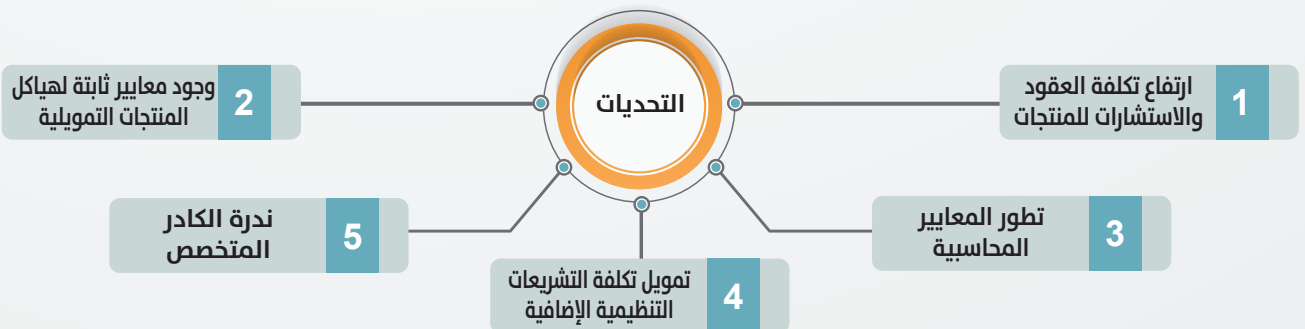 التحديات
1
ارتفاع تكلفة العقود
والاستشارات للمنتجات
2
وجود معايير ثابتة لهياكل
المنتجات التمويلية
3
تطور المعايير
المحاسبية
4
تمويل تكلفة التشريعات
التنظيمية الإضافية
5
ندرة الكادر
المتخصص